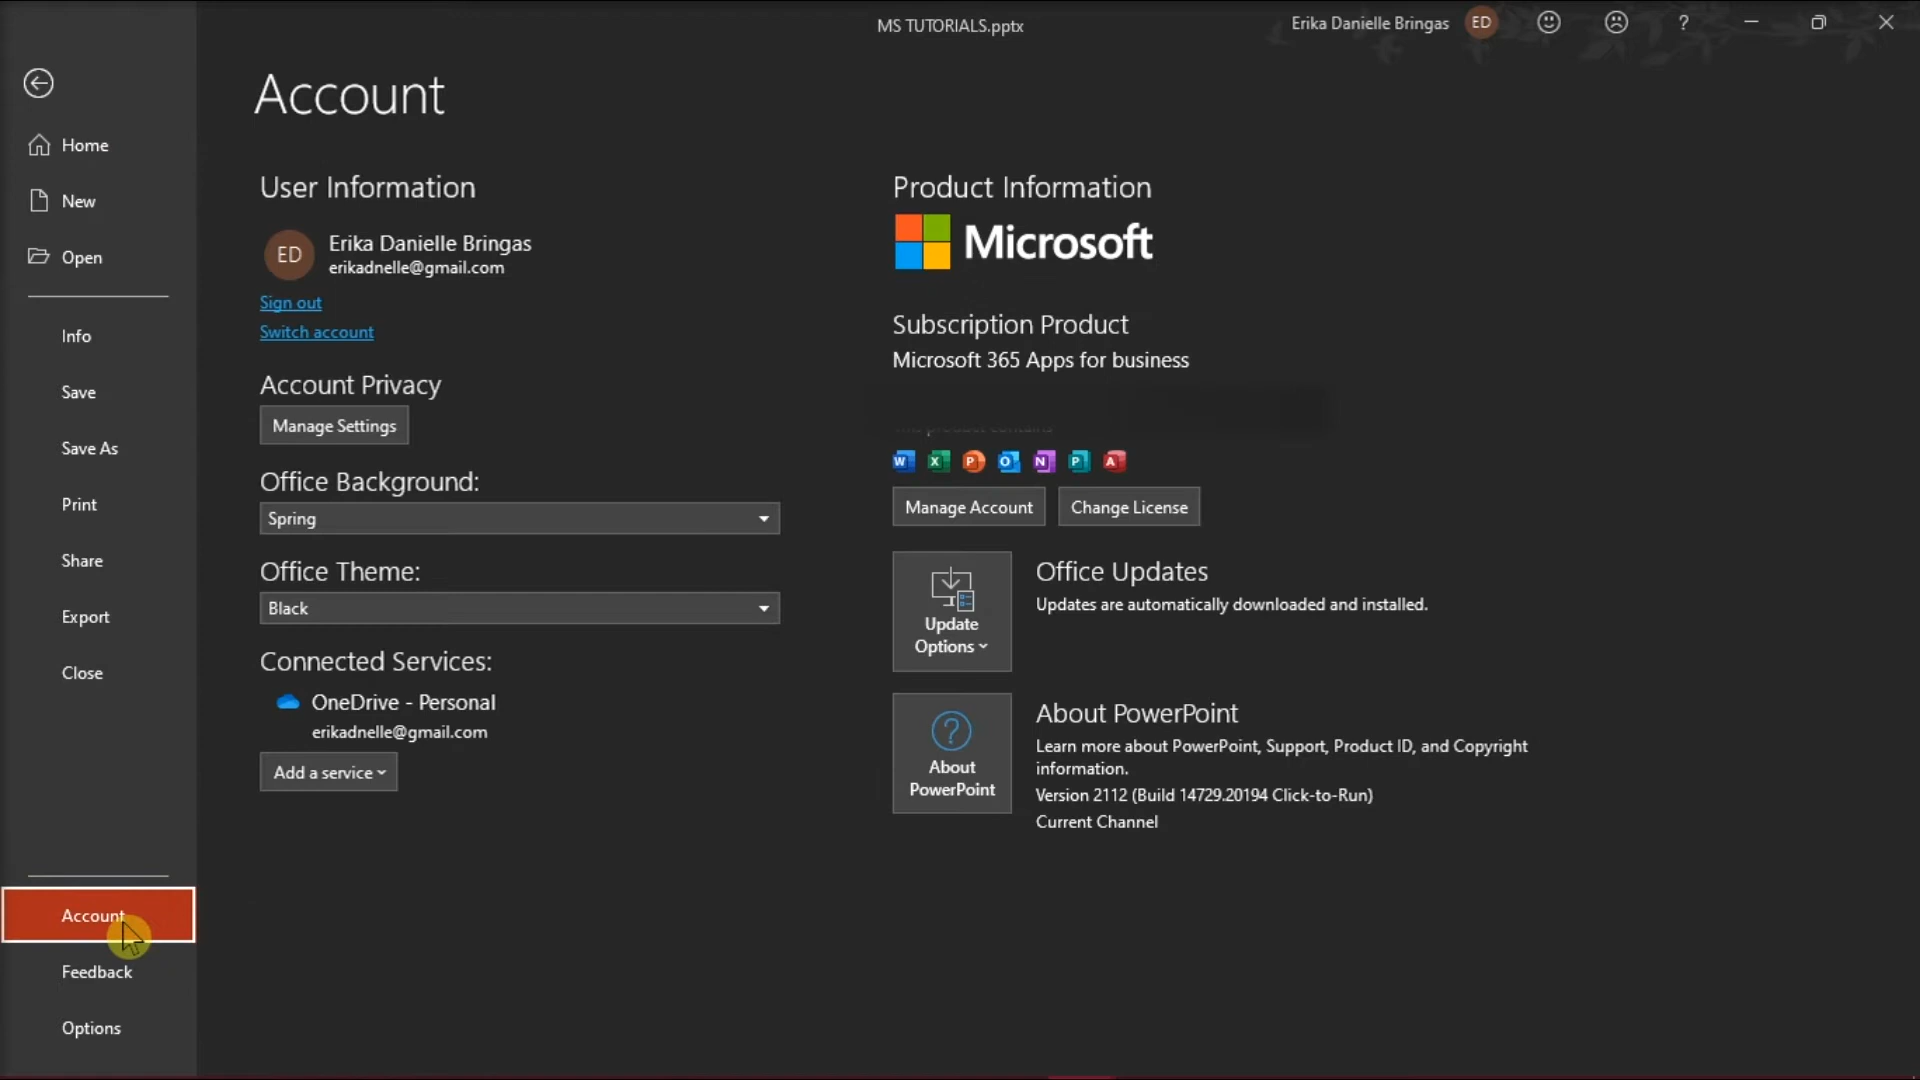 MS TUTORIALS.pptx
Erika Danielle Bringas
ED
?
Account
Home
New
Open
Info
Save
Save As
Print
Share
Export
Close
Account
Feedback
Options
User Information
ED
Erika Danielle Bringas
erikadnelle@gmail.com
Sign out
Switch account
Account Privacy
Manage Settings
Office Background:
Spring
Office Theme:
Black
Connected Services:
OneDrive - Personal
erikadnelle@gmail.com
Add a service
Product Information
Microsoft
Subscription Product
Microsoft 365 Apps for business
W X P O N P A
Manage Account
Change License
Update
Options
Office Updates
Updates are automatically downloaded and installed.
?
About
PowerPoint
About PowerPoint
Learn more about PowerPoint, Support, Product ID, and Copyright
information.
Version 2112 (Build 14729.20194 Click-to-Run)
Current Channel